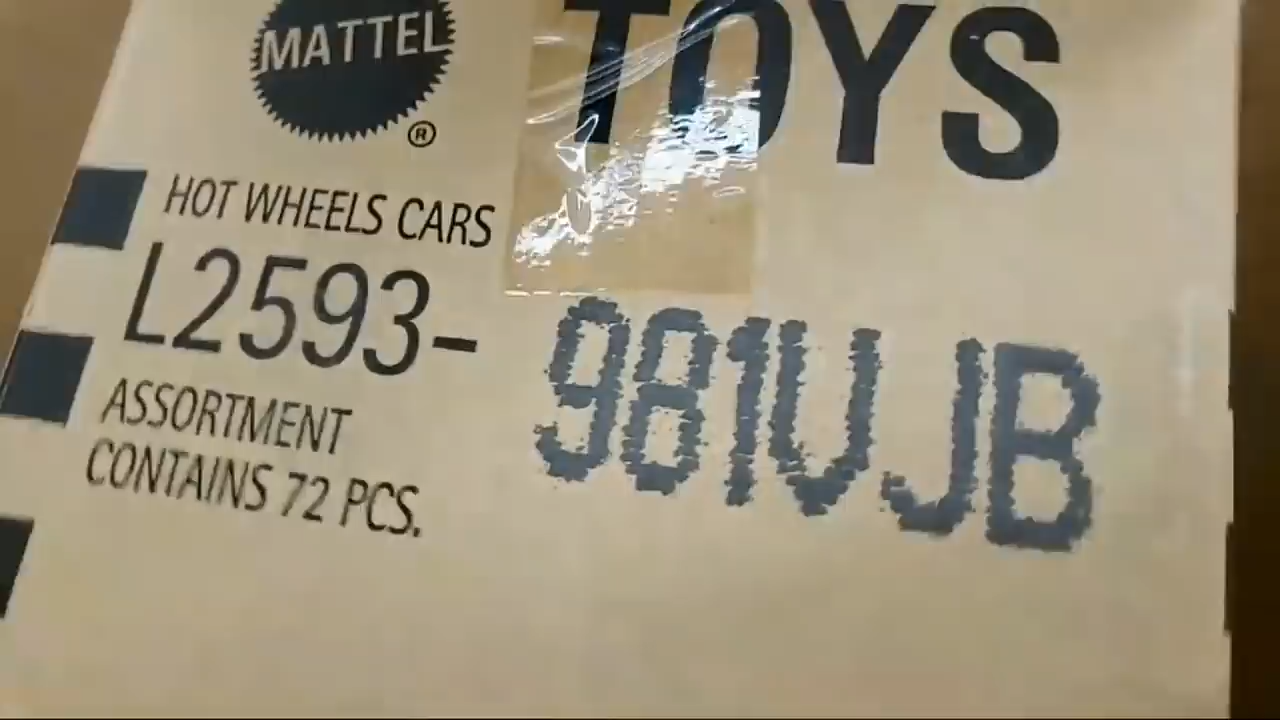 MATTEL
®
TOYS
HOT WHEELS CARS
L2593- 981UJB
ASSORTMENT
CONTAINS 72 PCS.